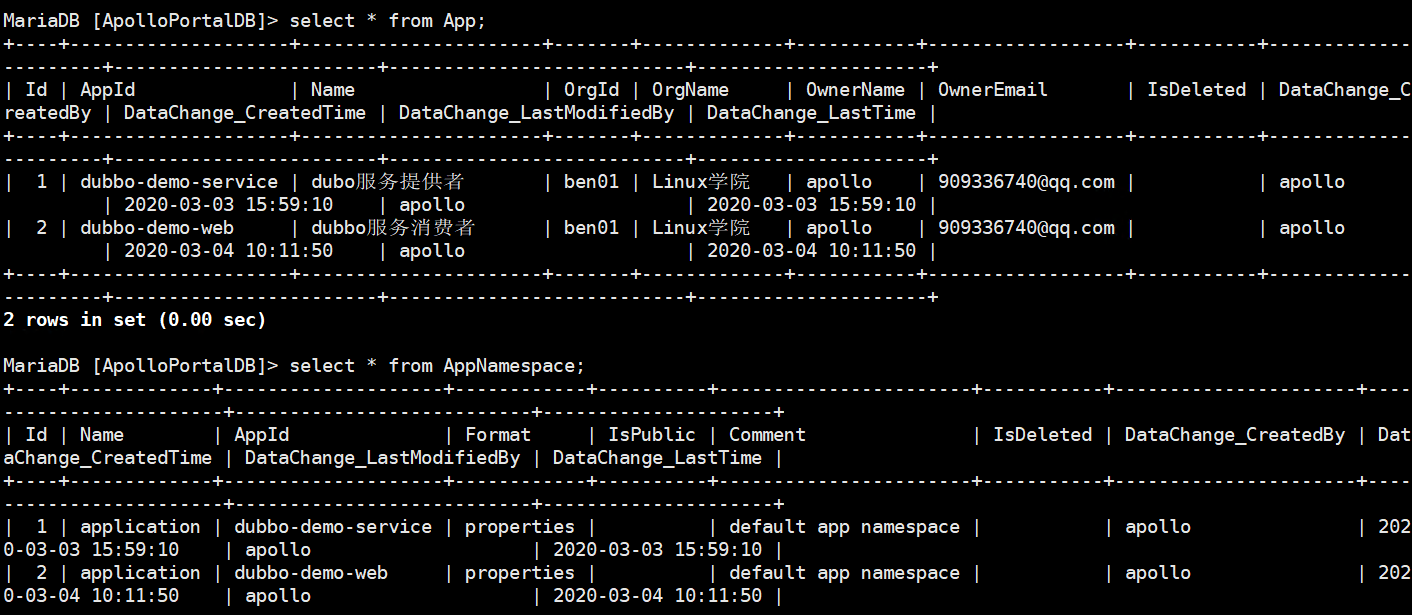 MariaDB [ApolloPortalDB]> select * from App;
+----+---------------------+----------------------+-------+-------------+-----------+------------------+-----------+-------------
---------+------------------------+---------------------------+---------------------+
| Id | AppId               | Name                 | OrgId | OrgName     | OwnerName | OwnerEmail       | IsDeleted | DataChange_C
reatedBy | DataChange_CreatedTime | DataChange_LastModifiedBy | DataChange_LastTime |
+----+---------------------+----------------------+-------+-------------+-----------+------------------+-----------+-------------
---------+------------------------+---------------------------+---------------------+
|  1 | dubbo-demo-service | dubo服务提供者       | ben01 | Linux学院   | apollo    | 909336740@qq.com |           | apollo
         | 2020-03-03 15:59:10    | apollo                    | 2020-03-03 15:59:10 |
|  2 | dubbo-demo-web     | dubbo服务消费者      | ben01 | Linux学院   | apollo    | 909336740@qq.com |           | apollo
         | 2020-03-04 10:11:50    | apollo                    | 2020-03-04 10:11:50 |
+----+---------------------+----------------------+-------+-------------+-----------+------------------+-----------+-------------
---------+------------------------+---------------------------+---------------------+
2 rows in set (0.00 sec)
MariaDB [ApolloPortalDB]> select * from AppNamespace;
+----+-------------+--------------------+------------+----------+-----------------------+-----------+----------------------+----
--------------------+---------------------------+---------------------+
| Id | Name        | AppId              | Format     | IsPublic | Comment               | IsDeleted | DataChange_CreatedBy | Dat
aChange_CreatedTime | DataChange_LastModifiedBy | DataChange_LastTime |
+----+-------------+--------------------+------------+----------+-----------------------+-----------+----------------------+----
--------------------+---------------------------+---------------------+
|  1 | application | dubbo-demo-service | properties |          | default app namespace |           | apollo               | 202
0-03-03 15:59:10    | apollo                    | 2020-03-03 15:59:10 |
|  2 | application | dubbo-demo-web     | properties |          | default app namespace |           | apollo               | 202
0-03-04 10:11:50    | apollo                    | 2020-03-04 10:11:50 |